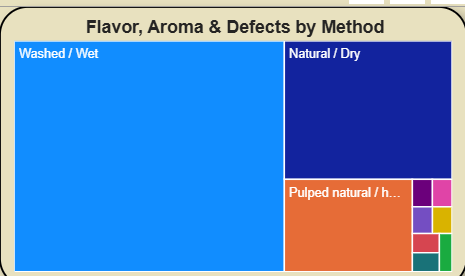 Flavor, Aroma & Defects by Method
Washed / Wet
Natural / Dry
Pulped natural / h...